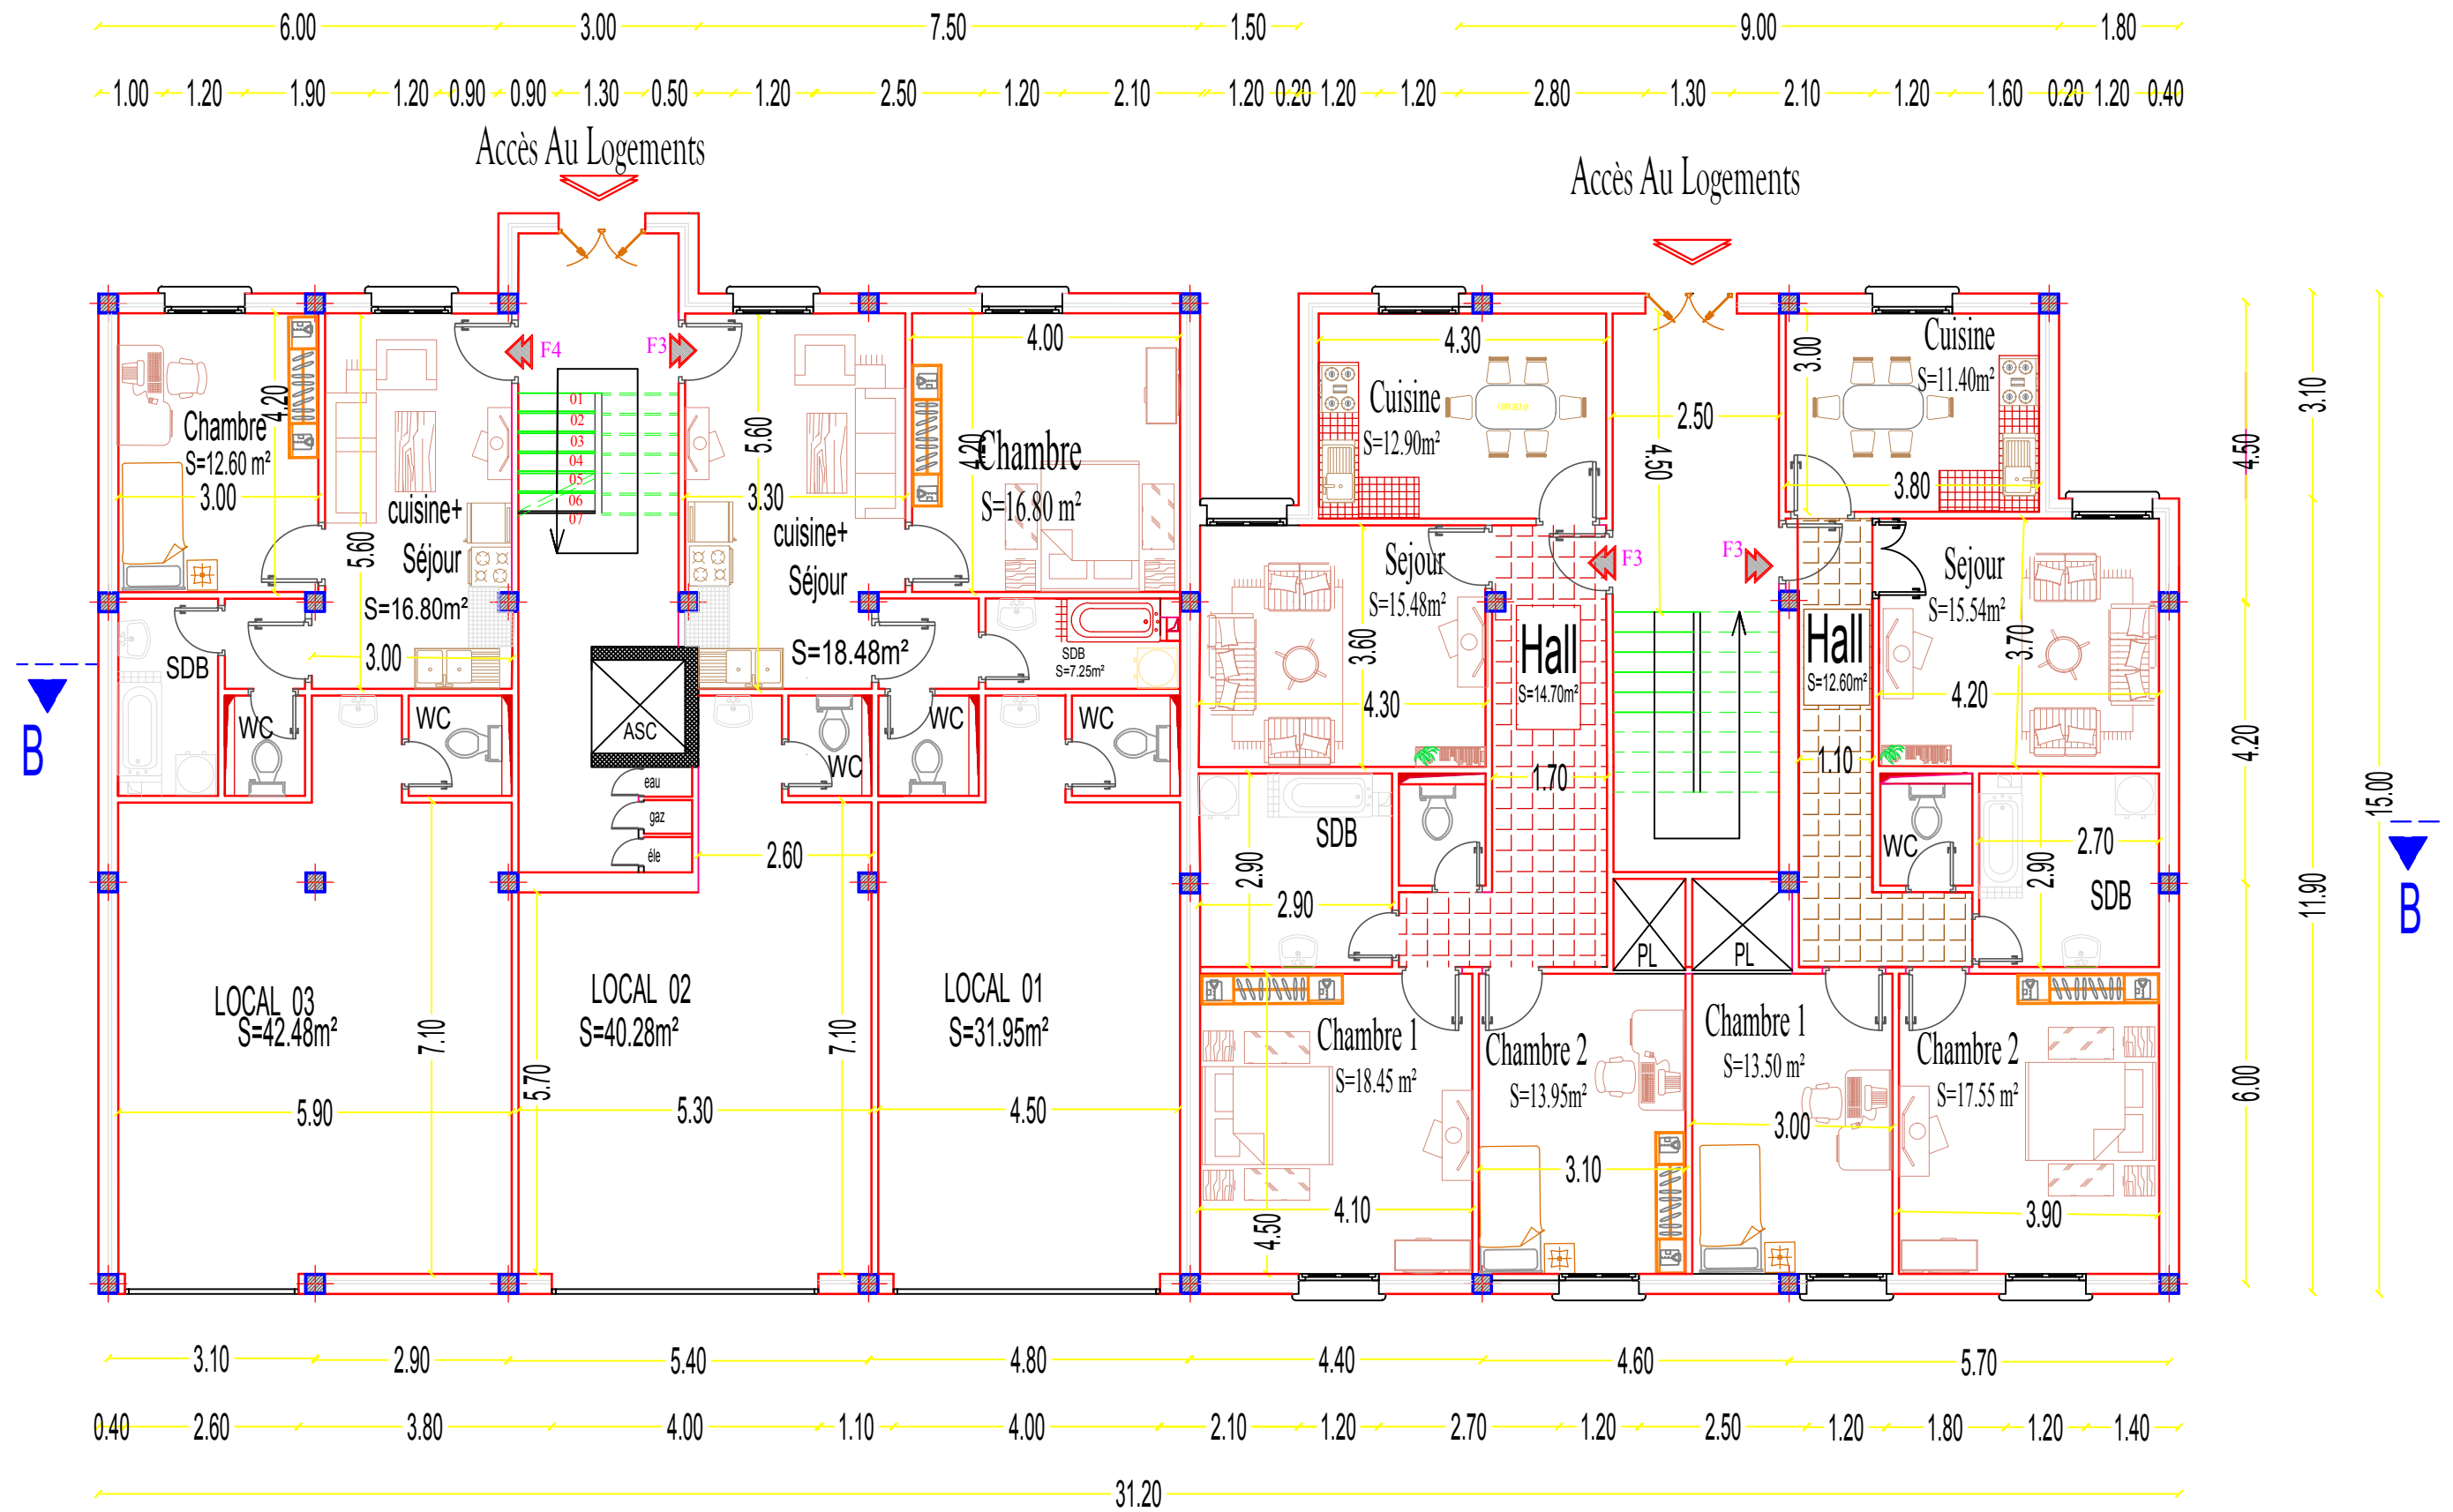 6.00 3.00 7.50 1.50 9.00 1.80
1.00 1.20 1.90 1.20 0.90 0.90 1.30 0.50 1.20 2.50 1.20 2.10 1.20 0.20 1.20 1.20 2.80 1.30 2.10 1.20 1.60 0.20 1.20 0.40
Accès Au Logements
Accès Au Logements
F4
F3
4.00
4.30
3.00
Cuisine
S=11.40m²
3.10
4.20
Chambre
S=12.60 m²
3.00
5.60
cuisine+
Séjour
S=16.80m²
3.00
01
02
03
04
05
06
07
5.60
3.30
cuisine+
Séjour
S=18.48m²
4.20
Chambre
S=16.80 m²
Cuisine
S=12.90m²
2.50
4.50
3.80
4.50
SDB
SDB
S=7.25m²
Sejour
S=15.48m²
3.60
4.30
F3
F3
Hall
S=14.70m²
1.70
Hall
S=12.60m²
1.10
Sejour
S=15.54m²
3.70
4.20
4.20
15.00
11.90
B
B
WC
WC
ASC
WC
WC
WC
eau
gaz
éle
2.60
SDB
2.90
2.90
WC
2.70
2.90
SDB
PL
PL
LOCAL 03
S=42.48m²
7.10
5.90
LOCAL 02
S=40.28m²
5.70
7.10
5.30
LOCAL 01
S=31.95m²
4.50
Chambre 1
S=18.45 m²
4.10
4.50
Chambre 2
S=13.95m²
3.10
Chambre 1
S=13.50 m²
3.00
Chambre 2
S=17.55 m²
3.90
6.00
3.10 2.90 5.40 4.80 4.40 4.60 5.70
0.40 2.60 3.80 4.00 1.10 4.00 2.10 1.20 2.70 1.20 2.50 1.20 1.80 1.20 1.40
31.20